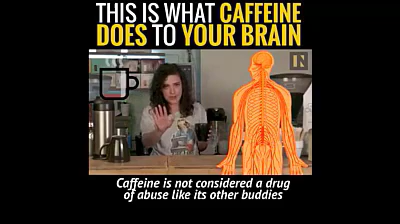 THIS IS WHAT CAFFEINE
DOES TO YOUR BRAIN
Caffeine is not considered a drug
of abuse like its other buddies